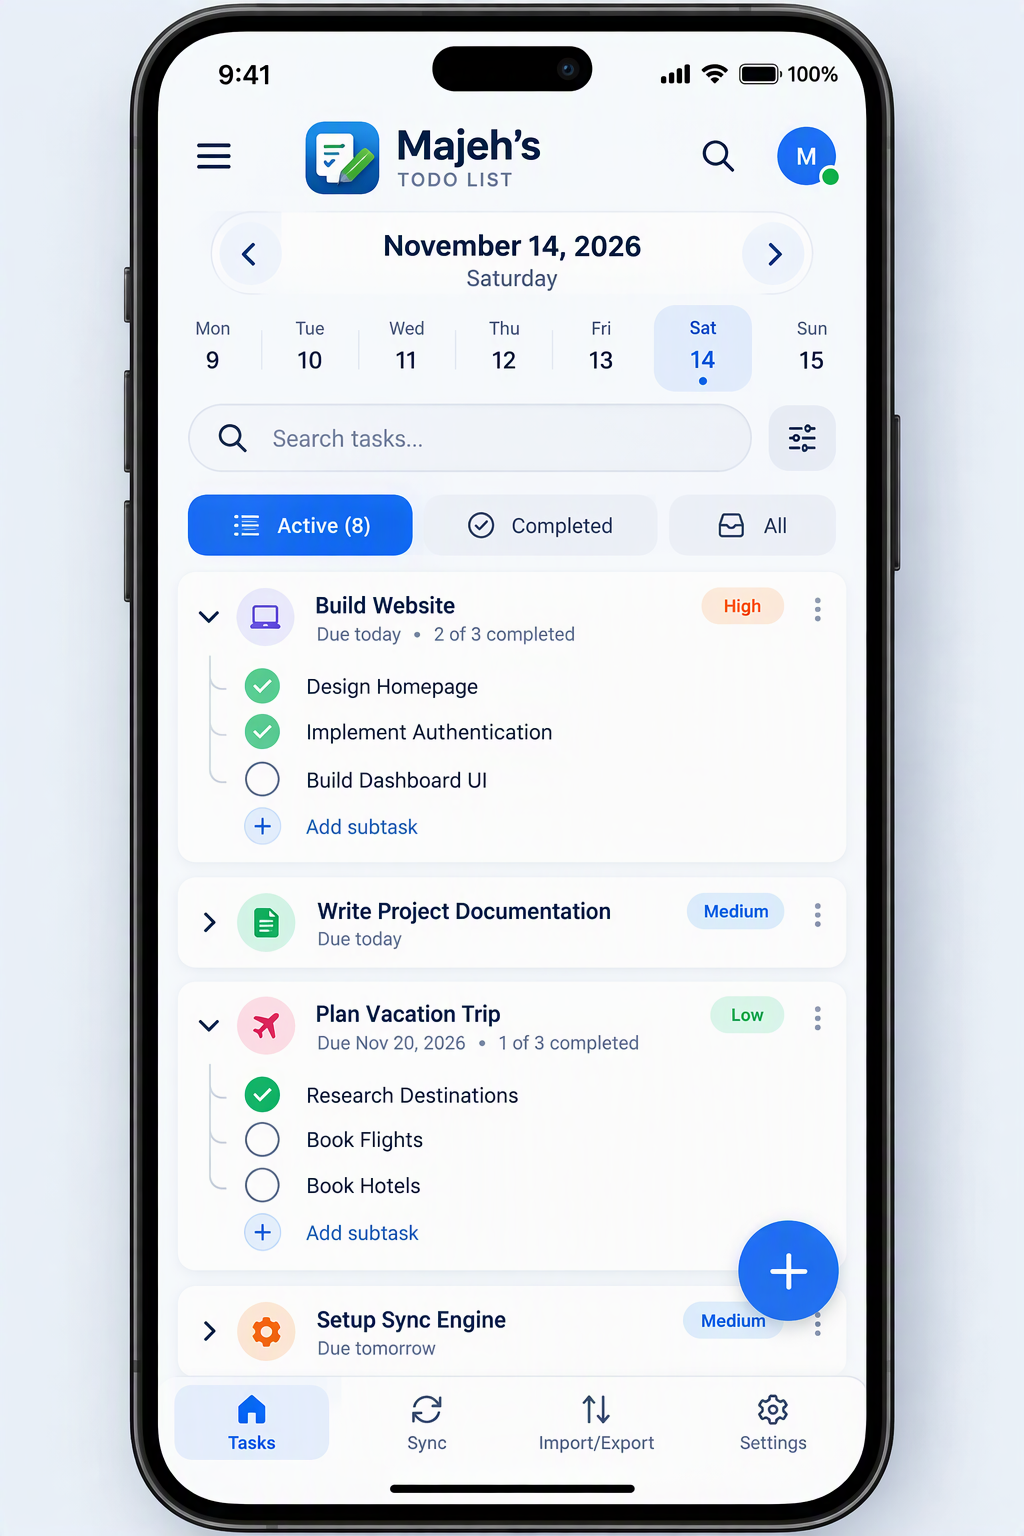 9:41
100%
Majeh's
TODO LIST
M
November 14, 2026
Saturday
Mon Tue Wed Thu Fri Sat Sun
9 10 11 12 13 14 15
Search tasks...
Active (8) Completed All
Build Website High
Due today • 2 of 3 completed
Design Homepage
Implement Authentication
Build Dashboard UI
Add subtask
Write Project Documentation Medium
Due today
Plan Vacation Trip Low
Due Nov 20, 2026 • 1 of 3 completed
Research Destinations
Book Flights
Book Hotels
Add subtask
Setup Sync Engine Medium
Due tomorrow
Tasks Sync Import/Export Settings